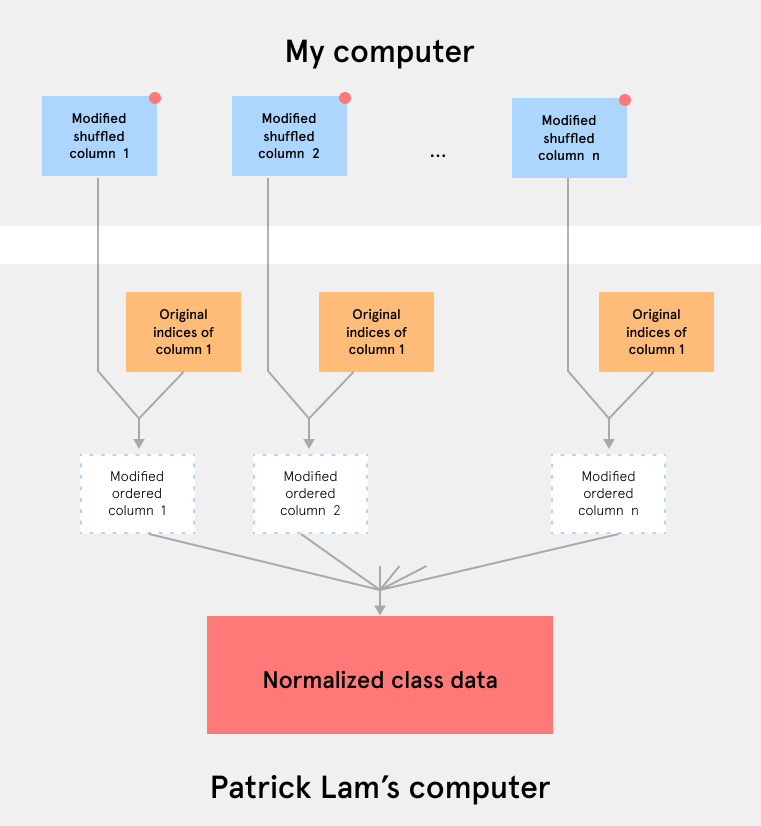 My computer
Modified
shuffled
column 1
Modified
shuffled
column 2
...
Modified
shuffled
column n
Original
indices of
column 1
Original
indices of
column 1
Original
indices of
column 1
Modified
ordered
column 1
Modified
ordered
column 2
Modified
ordered
column n
Normalized class data
Patrick Lam’s computer